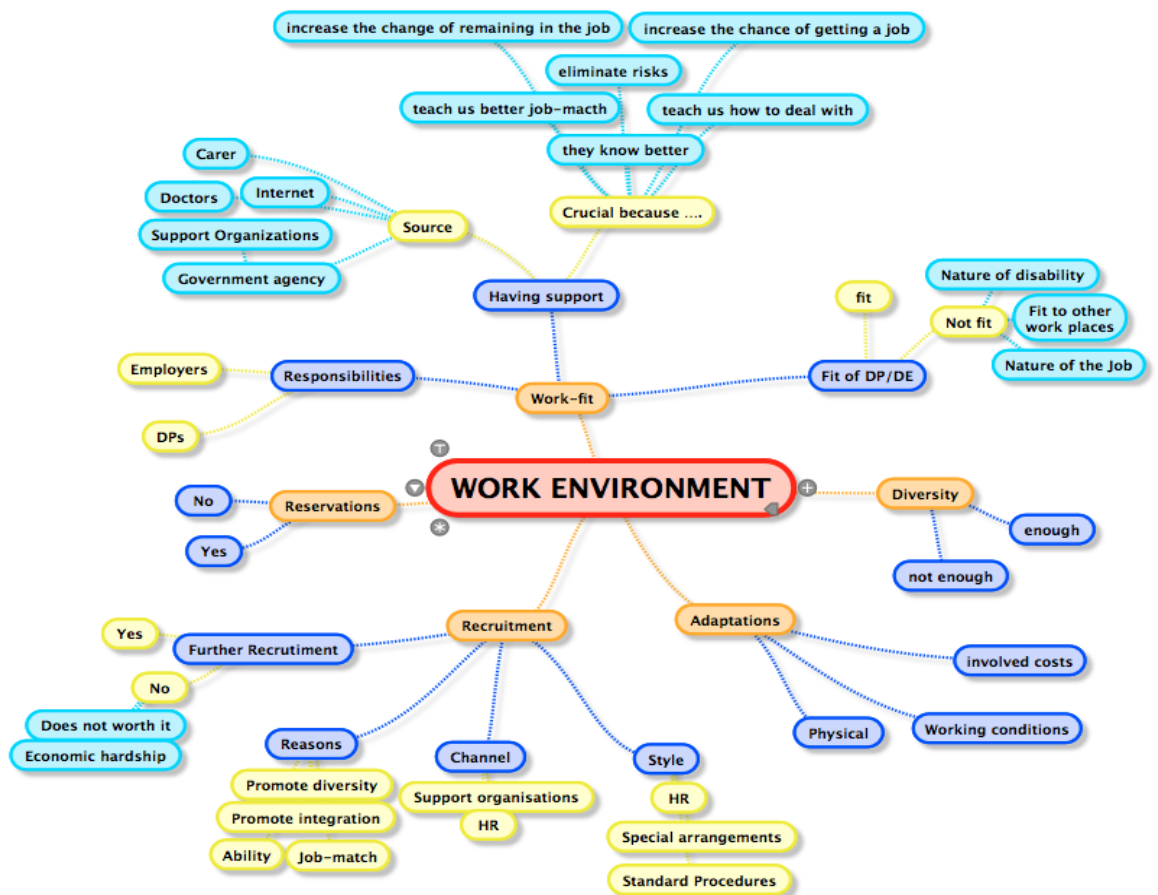 increase the change of remaining in the job
increase the chance of getting a job
eliminate risks
teach us better job-macth
teach us how to deal with
they know better
Carer
Doctors
Internet
Support Organizations
Government agency
Source
Crucial because ....
Having support
Nature of disability
fit
Not fit
Fit to other
work places
Nature of the Job
Employers
Responsibilities
Fit of DP/DE
Work-fit
DPs
WORK ENVIRONMENT
No
Reservations
Yes
Diversity
enough
not enough
Recruitment
Adaptations
Yes
Further Recrutiment
No
Does not worth it
Economic hardship
involved costs
Physical
Working conditions
Reasons
Channel
Style
Promote diversity
Promote integration
Ability
Job-match
Support organisations
HR
HR
Special arrangements
Standard Procedures